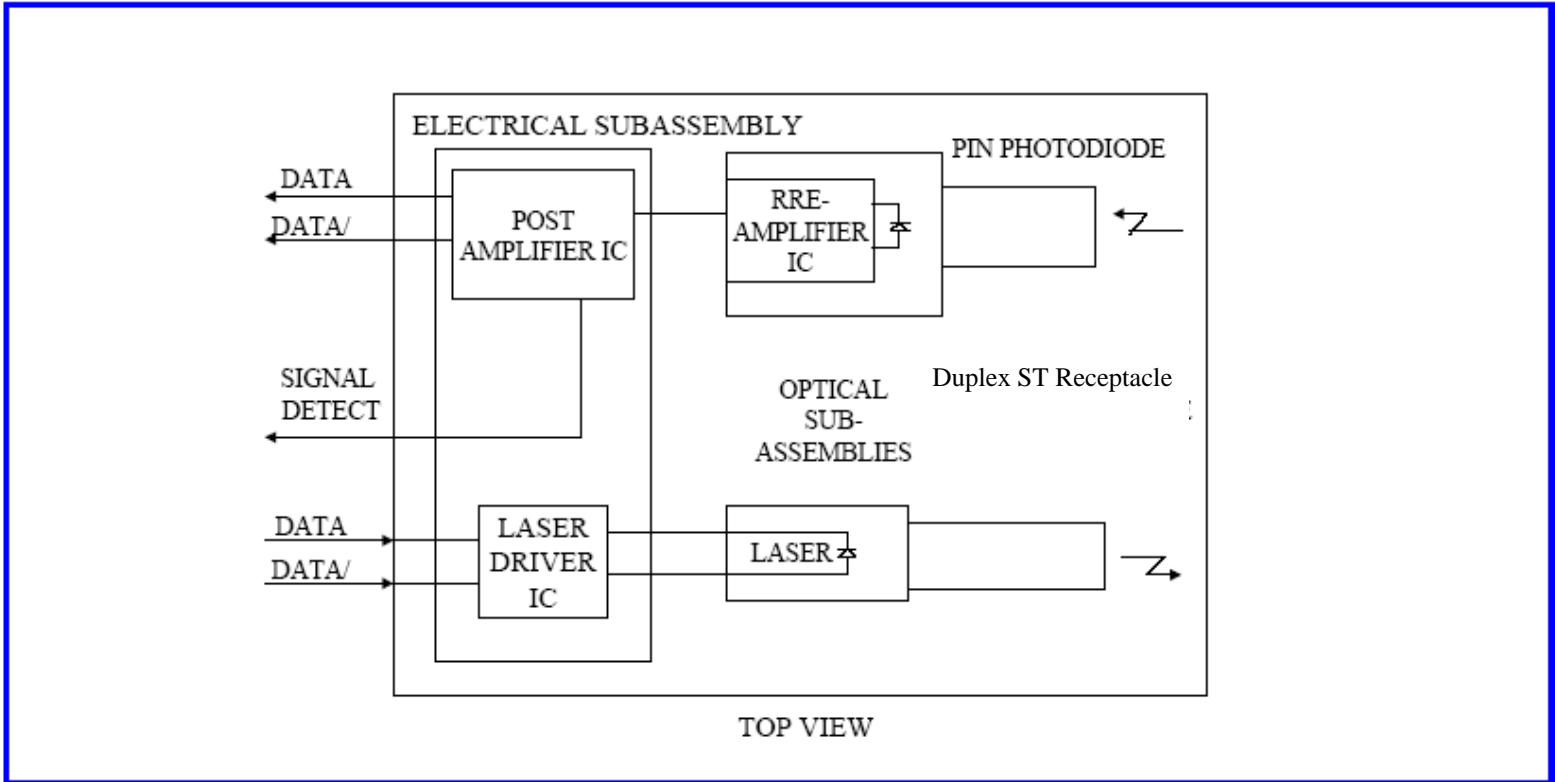 ELECTRICAL SUBASSEMBLY
PIN PHOTODIODE
DATA
DATA/
POST
AMPLIFIER IC
RRE-
AMPLIFIER
IC
SIGNAL
DETECT
OPTICAL
SUB-
ASSEMBLIES
Duplex ST Receptacle
DATA
DATA/
LASER
DRIVER
IC
LASER
TOP VIEW